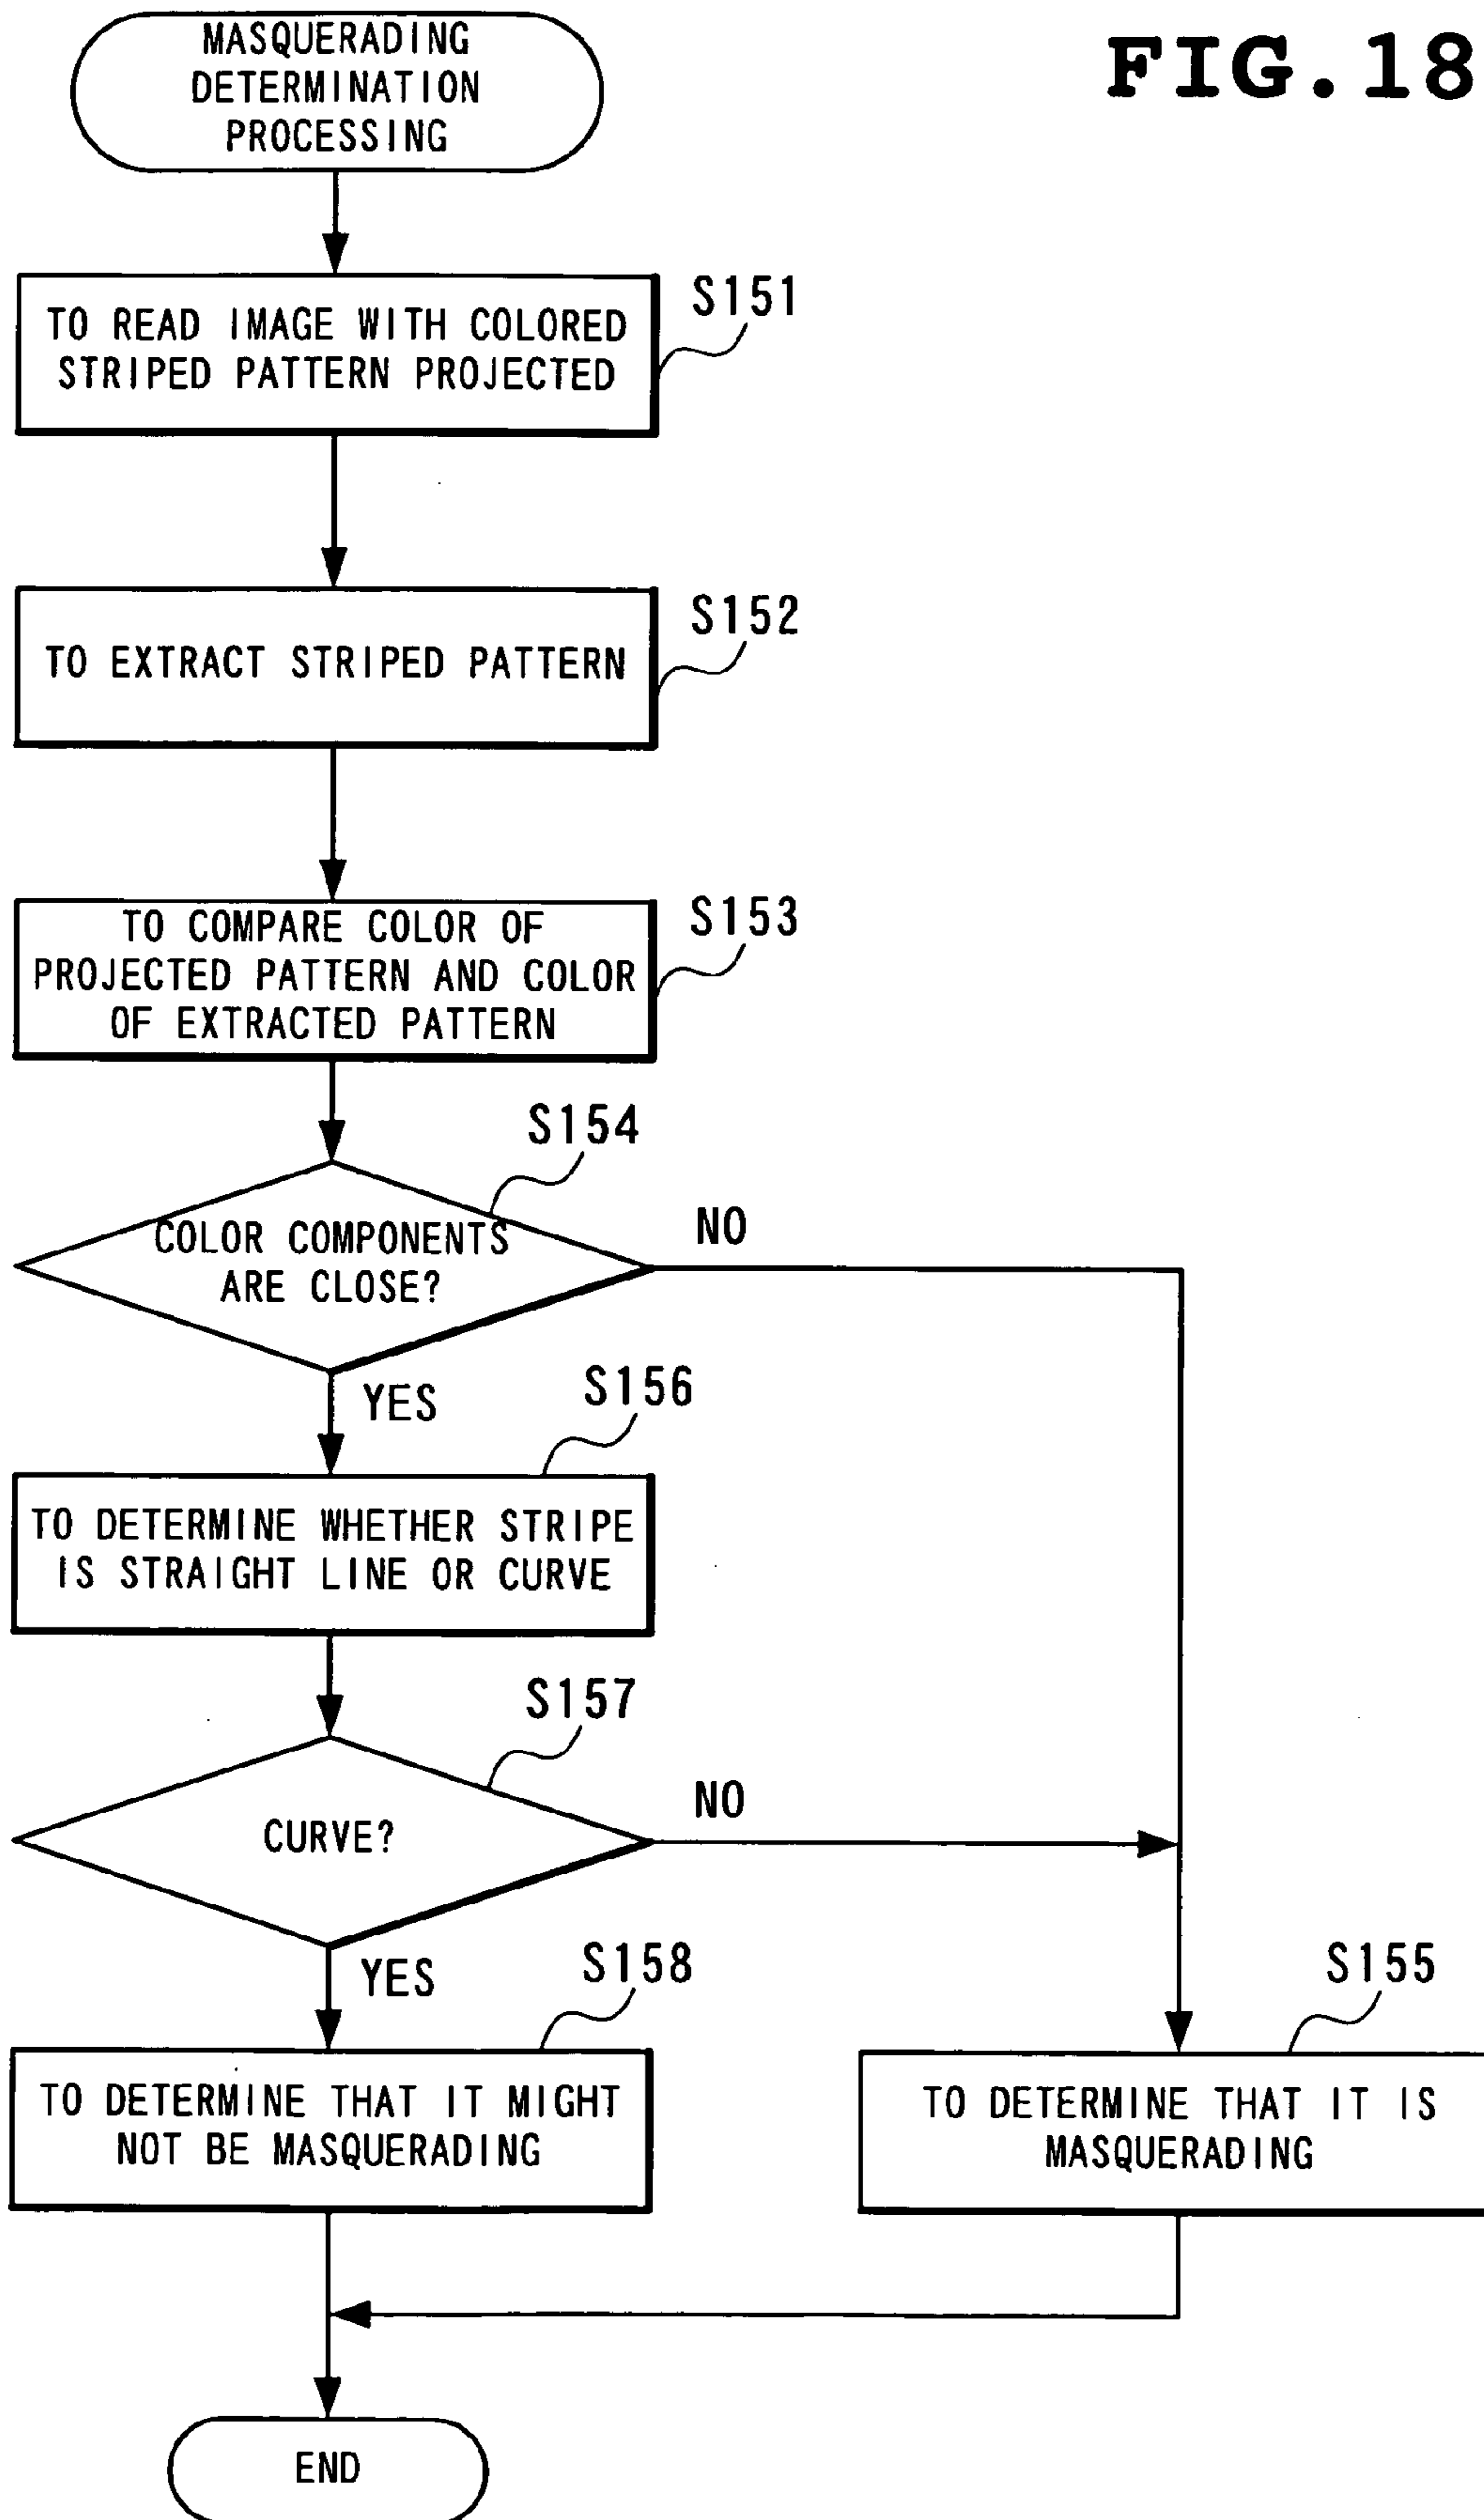 FIG.18
MASQUERADING
DETERMINATION
PROCESSING
S151
TO READ IMAGE WITH COLORED
STRIPED PATTERN PROJECTED
S152
TO EXTRACT STRIPED PATTERN
S153
TO COMPARE COLOR OF
PROJECTED PATTERN AND COLOR
OF EXTRACTED PATTERN
S154
COLOR COMPONENTS
ARE CLOSE?
NO
YES
S156
TO DETERMINE WHETHER STRIPE
IS STRAIGHT LINE OR CURVE
S157
CURVE?
NO
YES
S158
TO DETERMINE THAT IT MIGHT
NOT BE MASQUERADING
S155
TO DETERMINE THAT IT IS
MASQUERADING
END